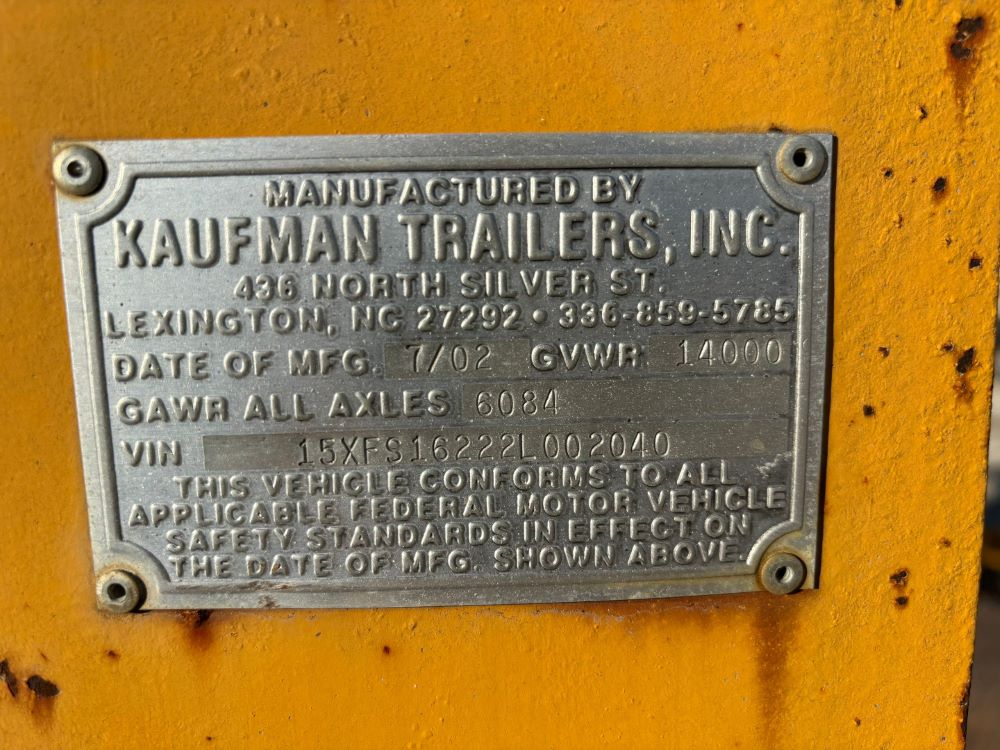 MANUFACTURED BY
KAUFMAN TRAILERS, INC.
436 NORTH SILVER ST.
LEXINGTON, NC 27292 • 336-859-5785
DATE OF MFG. 7/02 GVWR 14000
GAWR ALL AXLES 6084
VIN 15XFS16222L002040
THIS VEHICLE CONFORMS TO ALL
APPLICABLE FEDERAL MOTOR VEHICLE
SAFETY STANDARDS IN EFFECT ON
THE DATE OF MFG. SHOWN ABOVE.